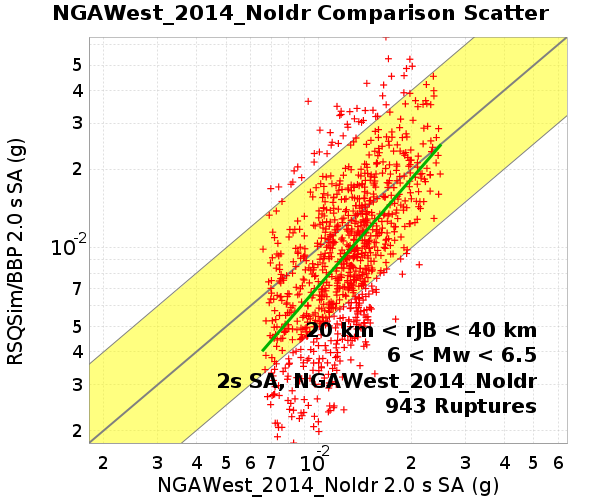 NGAWest_2014_NoIdr Comparison Scatter
RSQSim/BBP 2.0 s SA (g)
5
4
3
2
10-2
7
5
4
3
2
20 km < rJB < 40 km
6 < Mw < 6.5
2s SA, NGAWest_2014_NoIdr
943 Ruptures
2 3 4 5 6 7 10-2 2 3 4 5 6
NGAWest_2014_NoIdr 2.0 s SA (g)